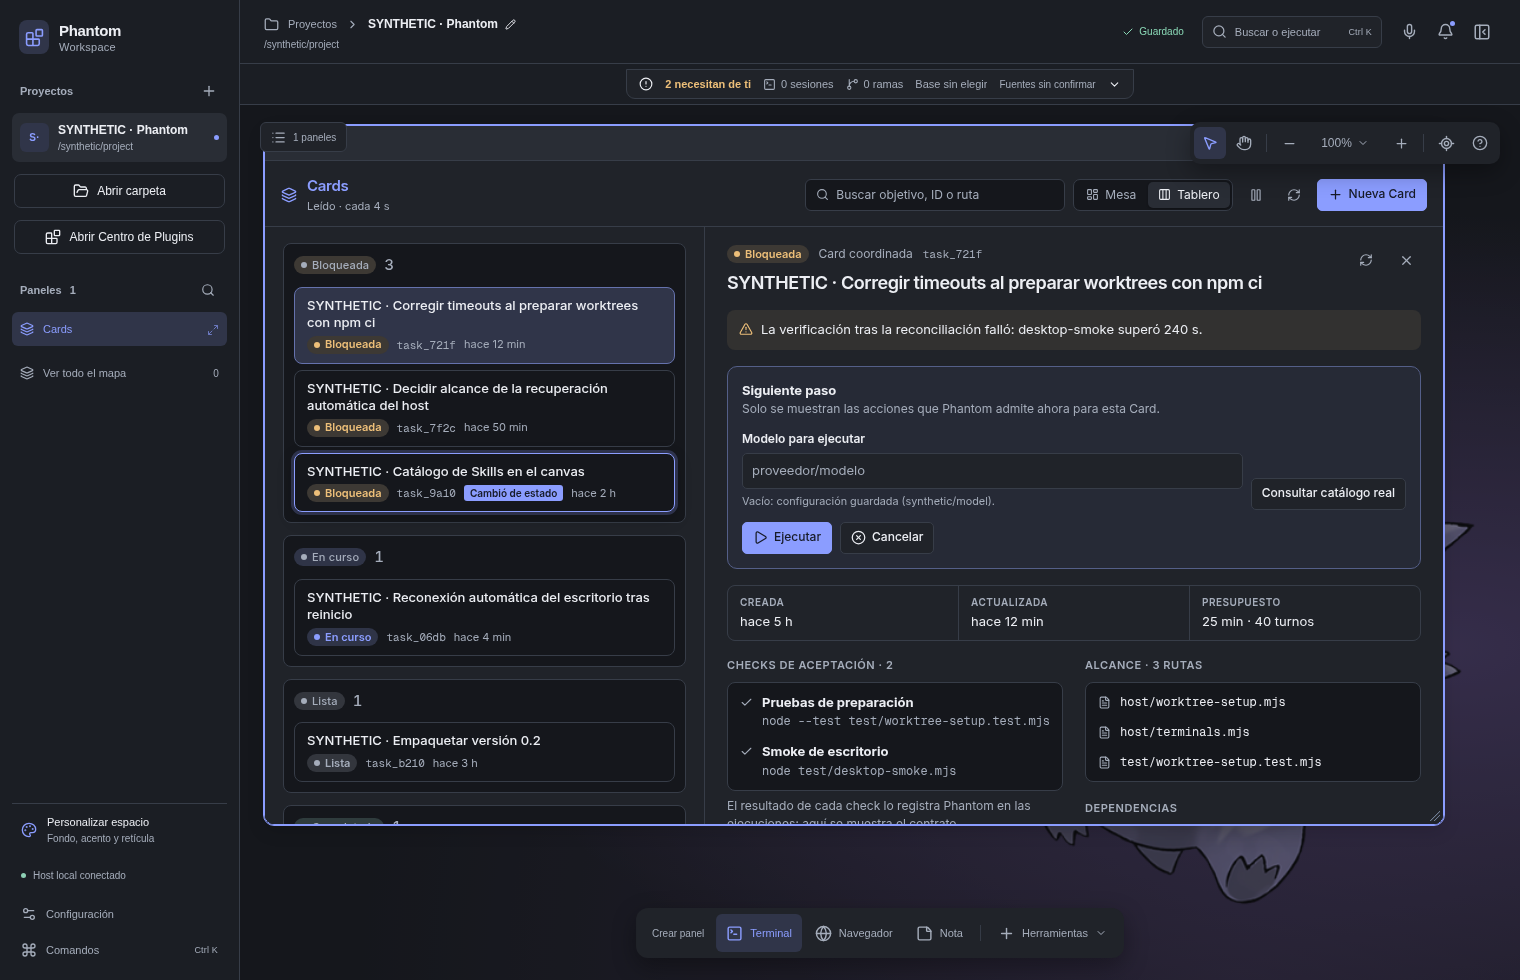 Phantom
Workspace
Proyectos
S·
SYNTHETIC · Phantom
/synthetic/project
Abrir carpeta
Abrir Centro de Plugins
Paneles 1
Cards
Ver todo el mapa 0
Personalizar espacio
Fondo, acento y retícula
Host local conectado
Configuración
Comandos Ctrl K
Proyectos SYNTHETIC · Phantom
/synthetic/project
Guardado
Buscar o ejecutar Ctrl K
2 necesitan de ti 0 sesiones 0 ramas Base sin elegir Fuentes sin confirmar
1 paneles
100%
Cards
Leído · cada 4 s
Buscar objetivo, ID o ruta
Mesa Tablero
Nueva Card
Bloqueada 3
SYNTHETIC · Corregir timeouts al preparar worktrees
con npm ci
Bloqueada task_721f hace 12 min
SYNTHETIC · Decidir alcance de la recuperación
automática del host
Bloqueada task_7f2c hace 50 min
SYNTHETIC · Catálogo de Skills en el canvas
Bloqueada task_9a10 Cambió de estado hace 2 h
En curso 1
SYNTHETIC · Reconexión automática del escritorio tras
reinicio
En curso task_06db hace 4 min
Lista 1
SYNTHETIC · Empaquetar versión 0.2
Lista task_b210 hace 3 h
Bloqueada Card coordinada task_721f
SYNTHETIC · Corregir timeouts al preparar worktrees con npm ci
La verificación tras la reconciliación falló: desktop-smoke superó 240 s.
Siguiente paso
Solo se muestran las acciones que Phantom admite ahora para esta Card.
Modelo para ejecutar
proveedor/modelo
Vacío: configuración guardada (synthetic/model).
Consultar catálogo real
Ejecutar Cancelar
CREADA
hace 5 h
ACTUALIZADA
hace 12 min
PRESUPUESTO
25 min · 40 turnos
CHECKS DE ACEPTACIÓN · 2
Pruebas de preparación
node --test test/worktree-setup.test.mjs
Smoke de escritorio
node test/desktop-smoke.mjs
El resultado de cada check lo registra Phantom en las
ejecuciones; aquí se muestra el contrato.
ALCANCE · 3 RUTAS
host/worktree-setup.mjs
host/terminals.mjs
test/worktree-setup.test.mjs
DEPENDENCIAS
Crear panel Terminal Navegador Nota Herramientas